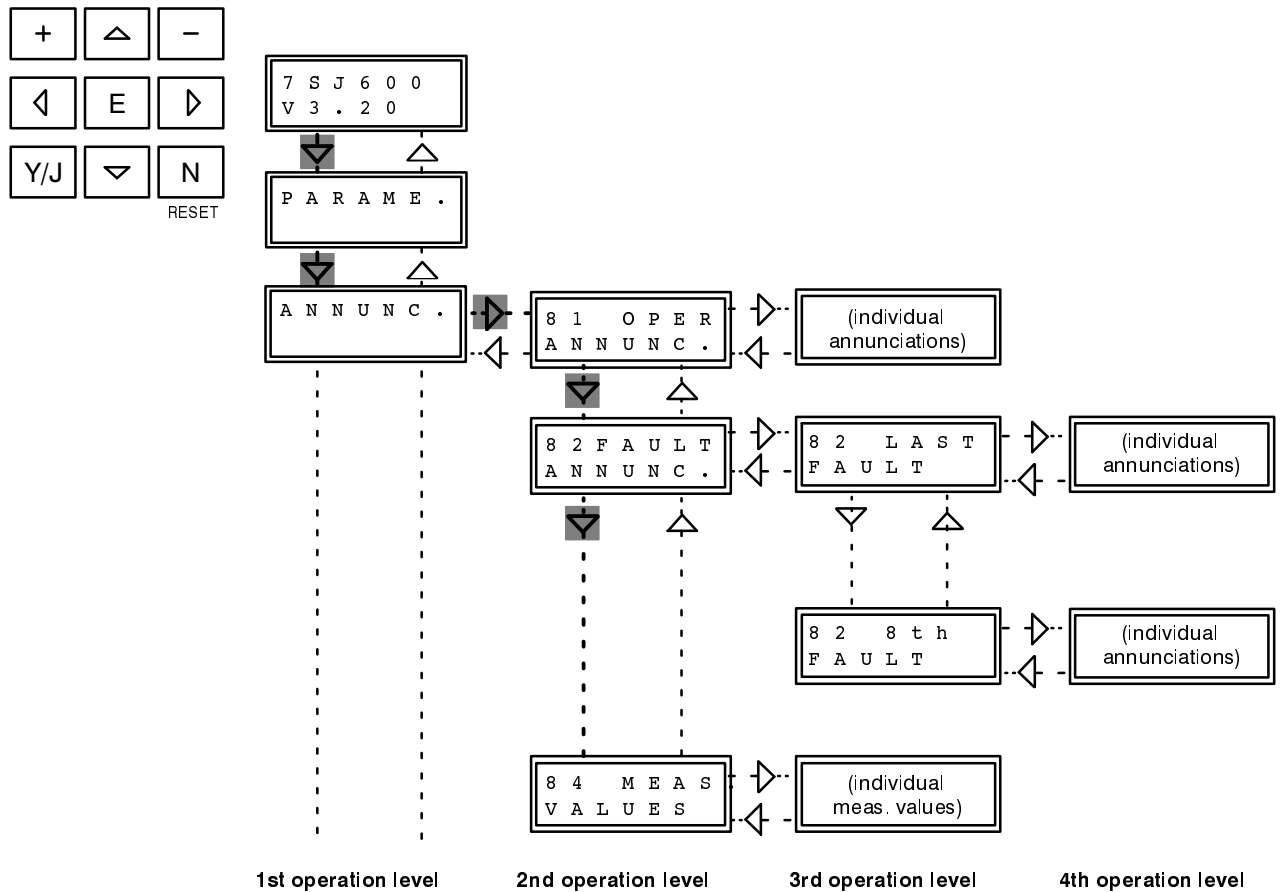 + −
E
Y/J N
RESET
7SJ600
V3.20
PARAME.
ANNUNC.
81 OPER
ANNUNC.
(individual
annunciations)
82FAULT
ANNUNC.
82 LAST
FAULT
(individual
annunciations)
82 8th
FAULT
(individual
annunciations)
84 MEAS.
VALUES
(individual
meas. values)
1st operation level 2nd operation level 3rd operation level 4th operation level